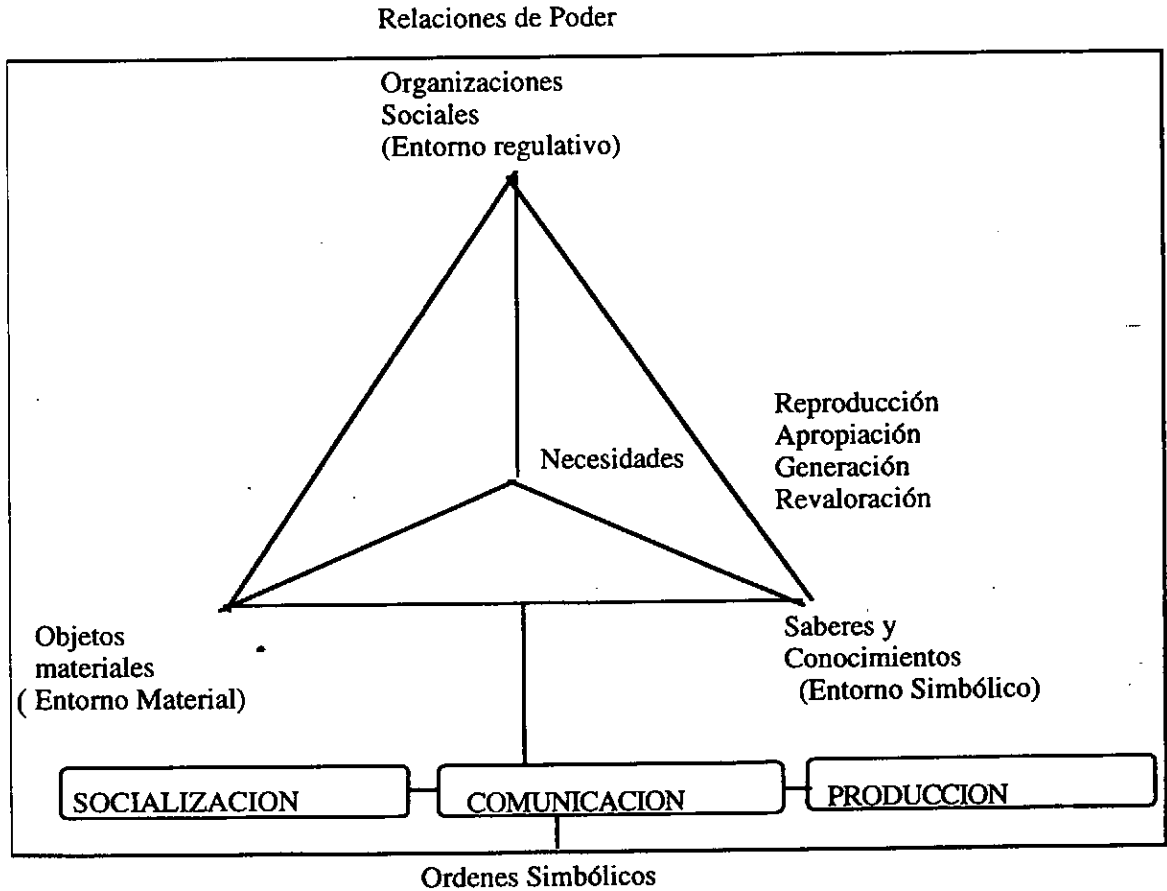 Relaciones de Poder
Organizaciones
Sociales
(Entorno regulativo)
Reproducción
Apropiación
Generación
Revaloración
Necesidades
Objetos
materiales
( Entorno Material)
Saberes y
Conocimientos
(Entorno Simbólico)
SOCIALIZACION
COMUNICACION
PRODUCCION
Ordenes Simbólicos